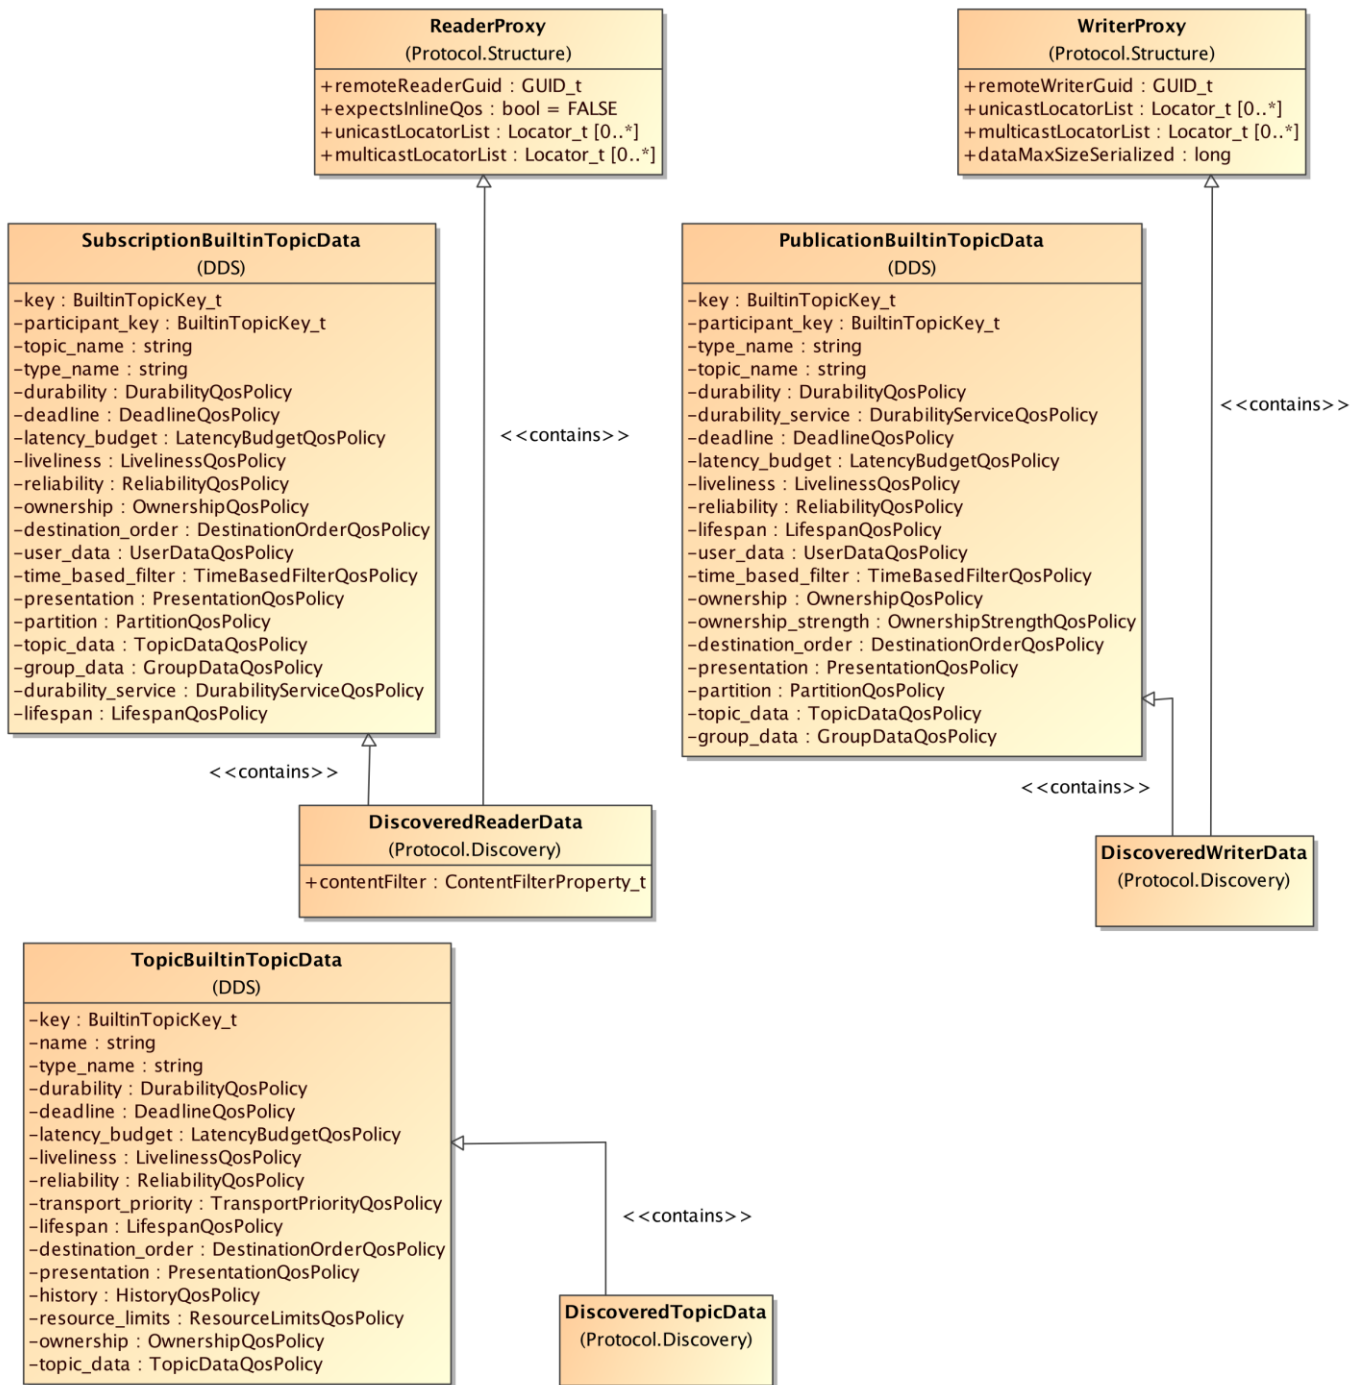 ReaderProxy
(Protocol.Structure)
+remoteReaderGuid : GUID_t
+expectsInlineQos : bool = FALSE
+unicastLocatorList : Locator_t [0..*]
+multicastLocatorList : Locator_t [0..*]
WriterProxy
(Protocol.Structure)
+remoteWriterGuid : GUID_t
+unicastLocatorList : Locator_t [0..*]
+multicastLocatorList : Locator_t [0..*]
+dataMaxSizeSerialized : long
SubscriptionBuiltinTopicData
(DDS)
-key : BuiltinTopicKey_t
-participant_key : BuiltinTopicKey_t
-topic_name : string
-type_name : string
-durability : DurabilityQosPolicy
-deadline : DeadlineQosPolicy
-latency_budget : LatencyBudgetQosPolicy
-liveliness : LivelinessQosPolicy
-reliability : ReliabilityQosPolicy
-ownership : OwnershipQosPolicy
-destination_order : DestinationOrderQosPolicy
-user_data : UserDataQosPolicy
-time_based_filter : TimeBasedFilterQosPolicy
-presentation : PresentationQosPolicy
-partition : PartitionQosPolicy
-topic_data : TopicDataQosPolicy
-group_data : GroupDataQosPolicy
-durability_service : DurabilityServiceQosPolicy
-lifespan : LifespanQosPolicy
<<contains>>
PublicationBuiltinTopicData
(DDS)
-key : BuiltinTopicKey_t
-participant_key : BuiltinTopicKey_t
-type_name : string
-topic_name : string
-durability : DurabilityQosPolicy
-durability_service : DurabilityServiceQosPolicy
-deadline : DeadlineQosPolicy
-latency_budget : LatencyBudgetQosPolicy
-liveliness : LivelinessQosPolicy
-reliability : ReliabilityQosPolicy
-lifespan : LifespanQosPolicy
-user_data : UserDataQosPolicy
-time_based_filter : TimeBasedFilterQosPolicy
-ownership : OwnershipQosPolicy
-ownership_strength : OwnershipStrengthQosPolicy
-destination_order : DestinationOrderQosPolicy
-presentation : PresentationQosPolicy
-partition : PartitionQosPolicy
-topic_data : TopicDataQosPolicy
-group_data : GroupDataQosPolicy
<<contains>>
<<contains>>
<<contains>>
DiscoveredReaderData
(Protocol.Discovery)
+contentFilter : ContentFilterProperty_t
DiscoveredWriterData
(Protocol.Discovery)
TopicBuiltinTopicData
(DDS)
-key : BuiltinTopicKey_t
-name : string
-type_name : string
-durability : DurabilityQosPolicy
-deadline : DeadlineQosPolicy
-latency_budget : LatencyBudgetQosPolicy
-liveliness : LivelinessQosPolicy
-reliability : ReliabilityQosPolicy
-transport_priority : TransportPriorityQosPolicy
-lifespan : LifespanQosPolicy
-destination_order : DestinationOrderQosPolicy
-presentation : PresentationQosPolicy
-history : HistoryQosPolicy
-resource_limits : ResourceLimitsQosPolicy
-ownership : OwnershipQosPolicy
-topic_data : TopicDataQosPolicy
<<contains>>
DiscoveredTopicData
(Protocol.Discovery)